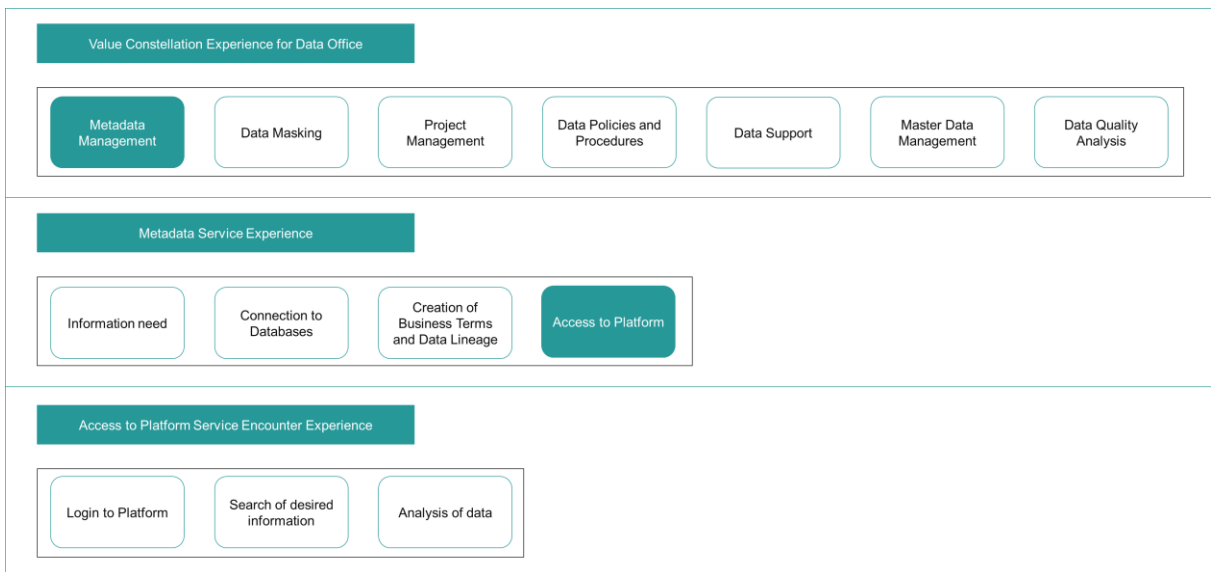 Value Constellation Experience for Data Office
Metadata
Management
Data Masking
Project
Management
Data Policies and
Procedures
Data Support
Master Data
Management
Data Quality
Analysis
Metadata Service Experience
Information need
Connection to
Databases
Creation of
Business Terms
and Data Lineage
Access to Platform
Access to Platform Service Encounter Experience
Login to Platform
Search of desired
information
Analysis of data